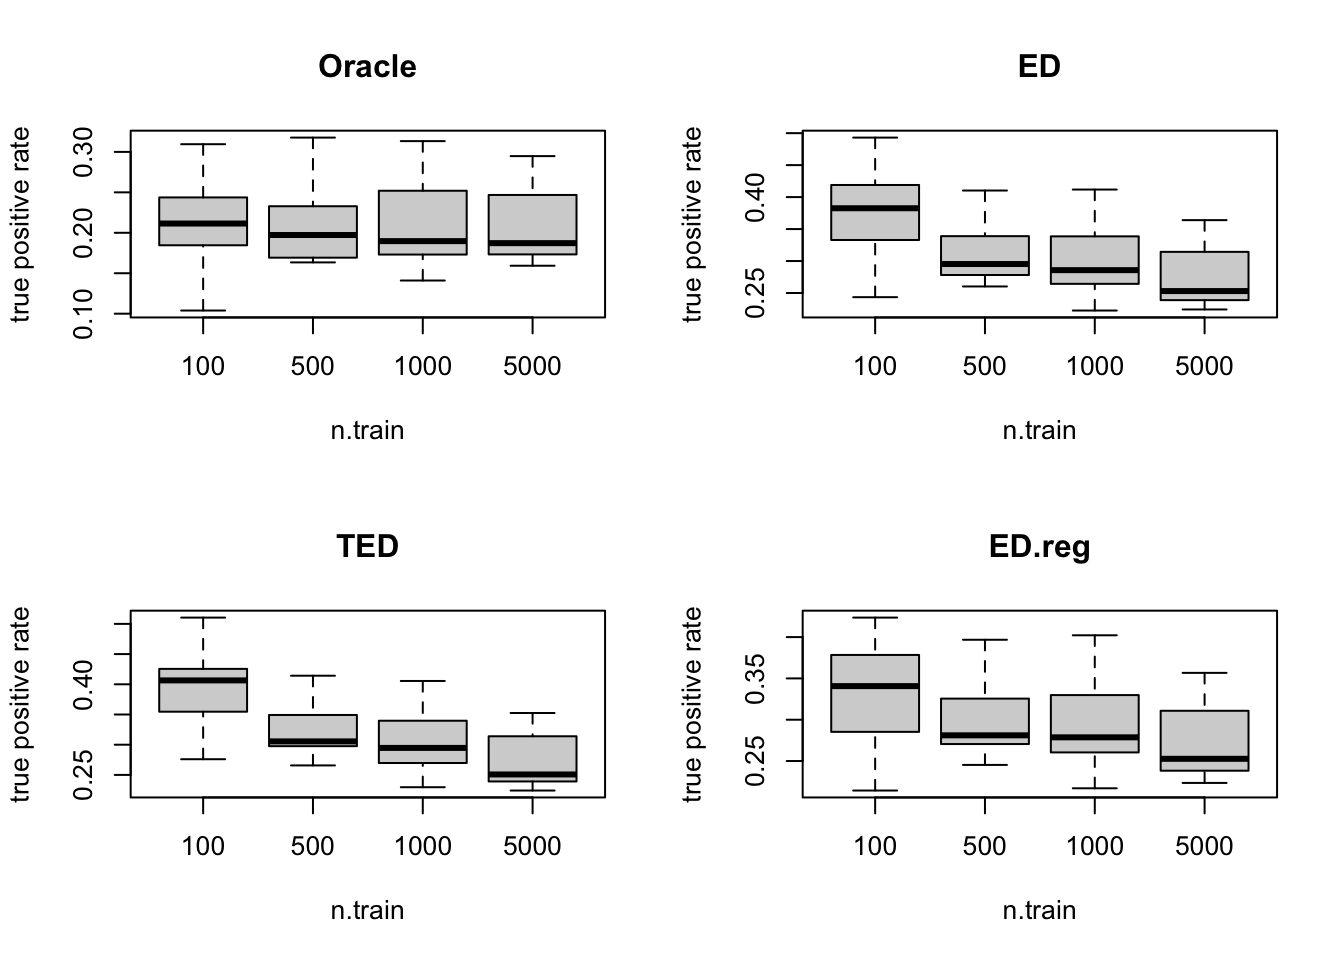 Oracle
true positive rate
0.30
0.20
0.10
100 500 1000 5000
n.train
ED
true positive rate
0.40
0.25
100 500 1000 5000
n.train
TED
true positive rate
0.40
0.25
100 500 1000 5000
n.train
ED.reg
true positive rate
0.35
0.25
100 500 1000 5000
n.train